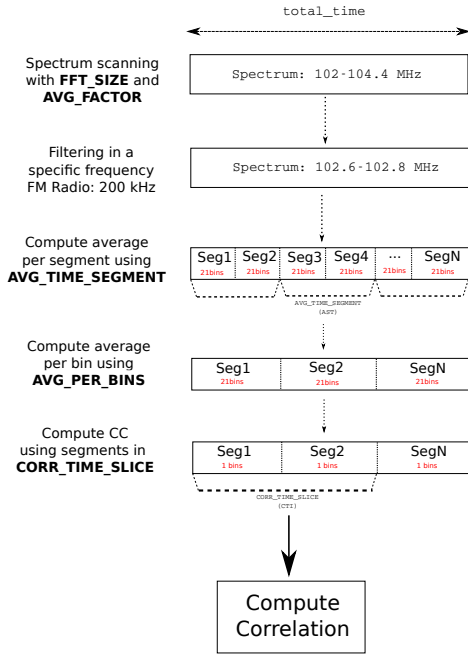 total_time
Spectrum scanning
with FFT_SIZE and
AVG_FACTOR
Spectrum: 102-104.4 MHz
Filtering in a
specific frequency
FM Radio: 200 kHz
Spectrum: 102.6-102.8 MHz
Compute average
per segment using
AVG_TIME_SEGMENT
Seg1 Seg2 Seg3 Seg4 ... SegN
21bins 21bins 21bins 21bins 21bins 21bins
AVG_TIME_SEGMENT
(AST)
Compute average
per bin using
AVG_PER_BINS
Seg1 Seg2 SegN
21bins 21bins 21bins
Compute CC
using segments in
CORR_TIME_SLICE
Seg1 Seg2 SegN
1 bins 1 bins 1 bins
CORR_TIME_SLICE
(CTI)
Compute
Correlation